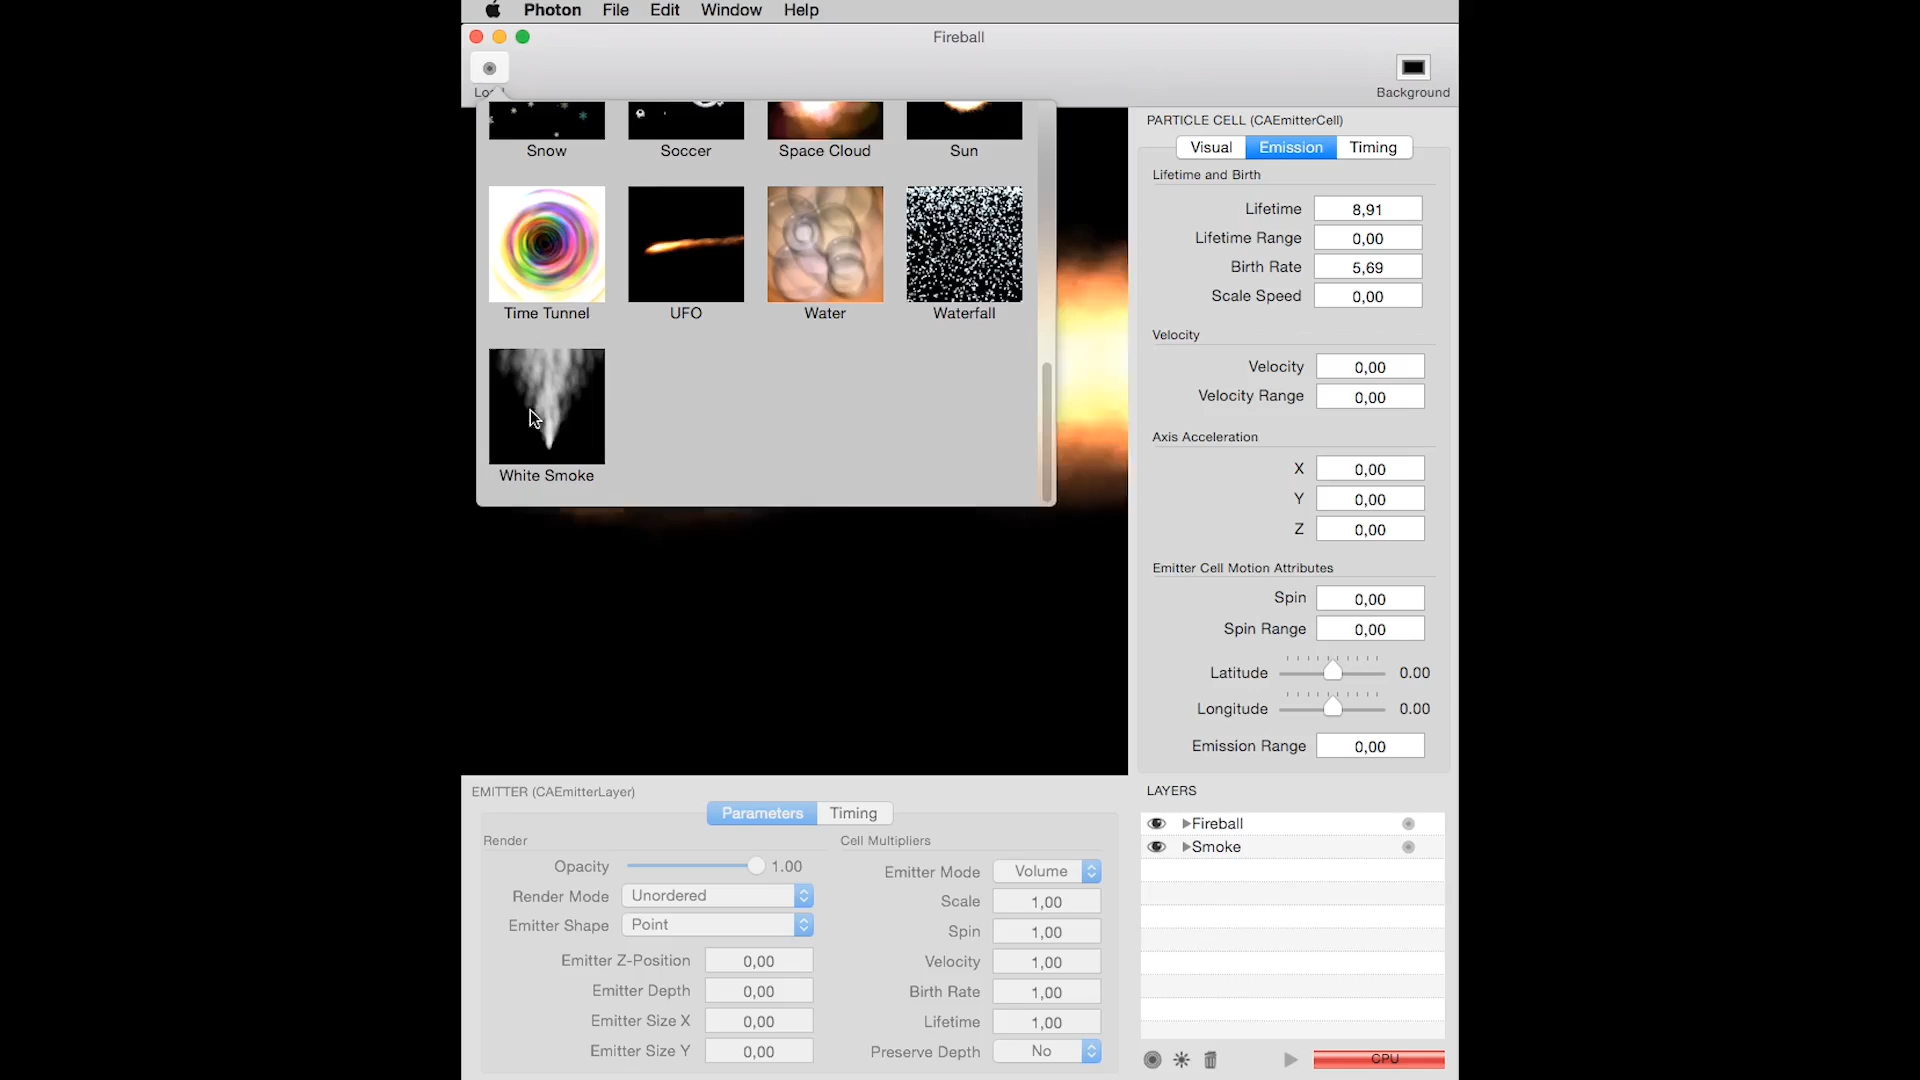 Photon File Edit Window Help
Fireball
Background
Snow Soccer Space Cloud Sun
Time Tunnel UFO Water Waterfall
White Smoke
PARTICLE CELL (CAEmitterCell)
Visual Emission Timing
Lifetime and Birth
Lifetime 8,91
Lifetime Range 0,00
Birth Rate 5,69
Scale Speed 0,00
Velocity
Velocity 0,00
Velocity Range 0,00
Axis Acceleration
X 0,00
Y 0,00
Z 0,00
Emitter Cell Motion Attributes
Spin 0,00
Spin Range 0,00
Latitude 0.00
Longitude 0.00
Emission Range 0,00
EMITTER (CAEmitterLayer)
Parameters Timing
Render
Opacity 1.00
Render Mode Unordered
Emitter Shape Point
Emitter Z-Position 0,00
Emitter Depth 0,00
Emitter Size X 0,00
Emitter Size Y 0,00
Cell Multipliers
Emitter Mode Volume
Scale 1,00
Spin 1,00
Velocity 1,00
Birth Rate 1,00
Lifetime 1,00
Preserve Depth No
LAYERS
Fireball
Smoke
CPU